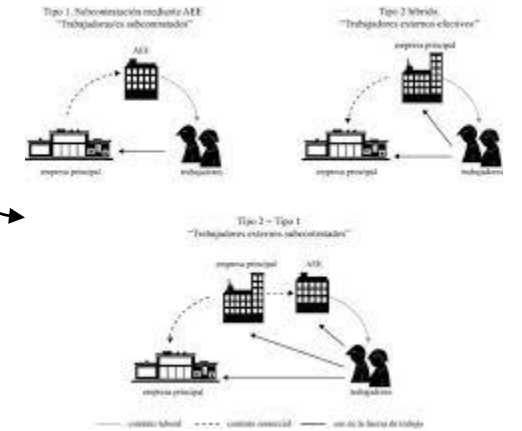 Tipo 1. Subcontratación mediante AEE
"Trabajadoras/es subcontratados"
AEE
empresa principal
trabajadores
Tipo 2 híbrido.
"Trabajadores externos efectivos"
empresa principal
empresa principal
trabajadores
Tipo 2 + Tipo 1
"Trabajadores externos subcontratados"
empresa principal AEE
empresa principal
trabajadores
contrato laboral contrato comercial uso de la fuerza de trabajo